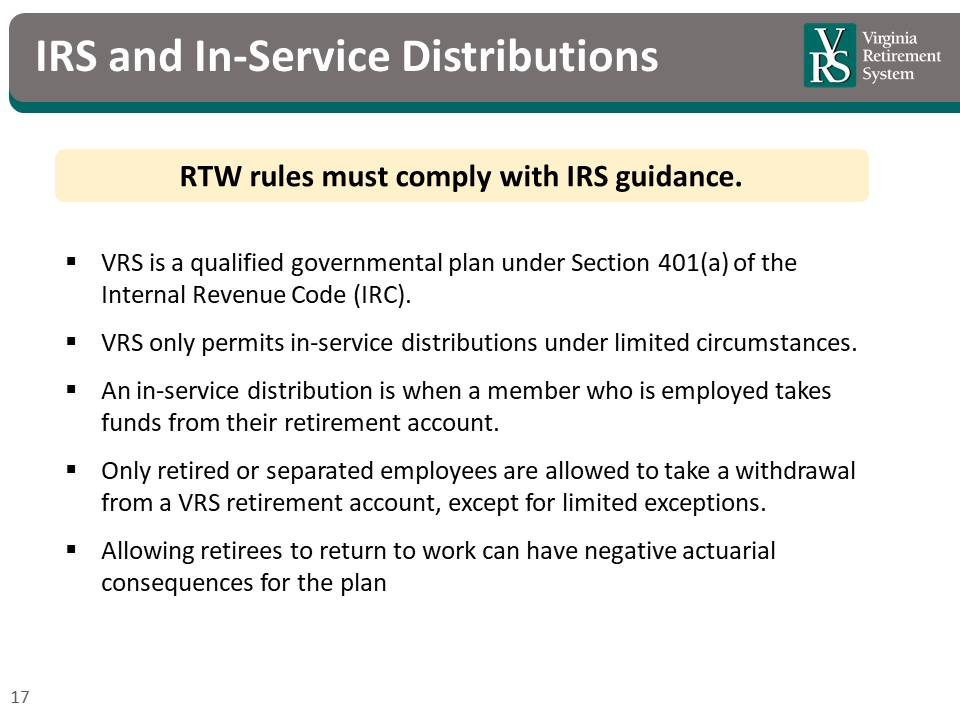 IRS and In-Service Distributions
VRS
Virginia
Retirement
System
RTW rules must comply with IRS guidance.
▪ VRS is a qualified governmental plan under Section 401(a) of the
Internal Revenue Code (IRC).
▪ VRS only permits in-service distributions under limited circumstances.
▪ An in-service distribution is when a member who is employed takes
funds from their retirement account.
▪ Only retired or separated employees are allowed to take a withdrawal
from a VRS retirement account, except for limited exceptions.
▪ Allowing retirees to return to work can have negative actuarial
consequences for the plan
17